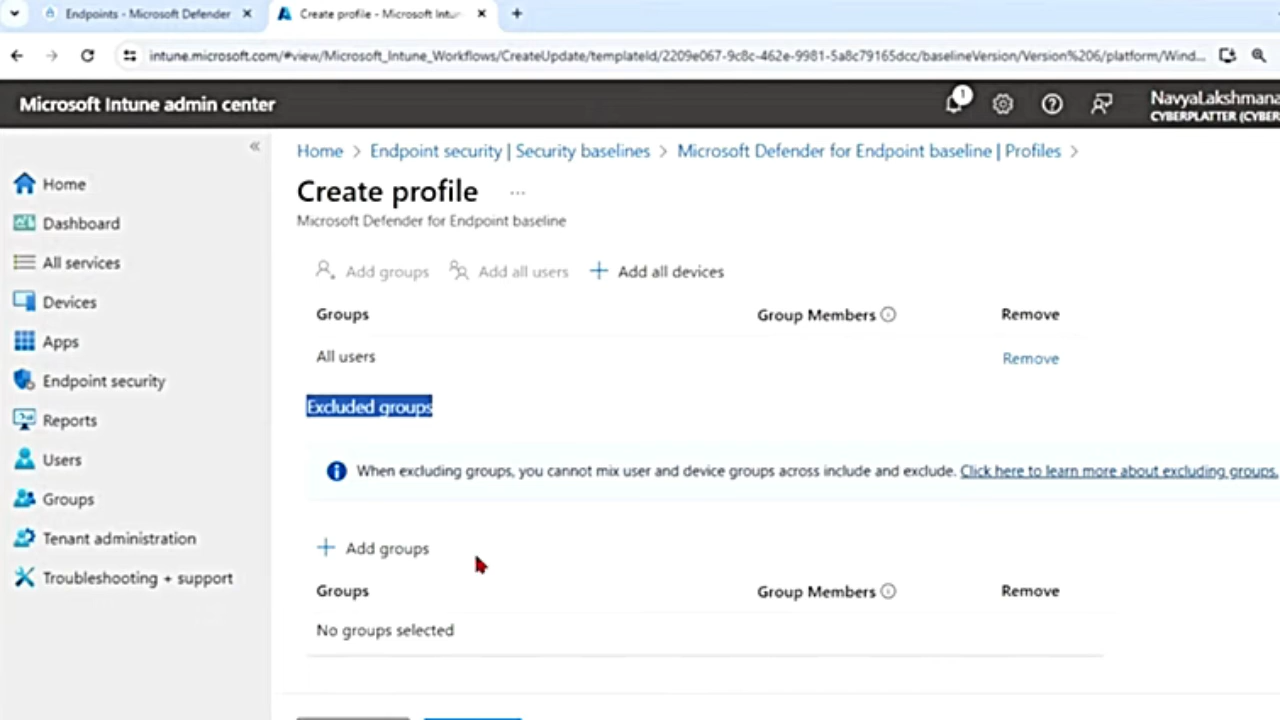 Endpoints - Microsoft Defender
Create profile - Microsoft Intun
intune.microsoft.com/#view/Microsoft_Intune_Workflows/CreateUpdate/templateId/2209e067-9c8c-462e-9981-5a8c79165dcc/baselineVersion/Version%206/platform/Wind...
Microsoft Intune admin center
1
NavyaLakshmana
CYBERPLATTER (CYBER
Home > Endpoint security | Security baselines > Microsoft Defender for Endpoint baseline | Profiles >
Create profile ...
Microsoft Defender for Endpoint baseline
Home
Dashboard
All services
Devices
Apps
Endpoint security
Reports
Users
Groups
Tenant administration
Troubleshooting + support
Add groups Add all users + Add all devices
Groups Group Members Remove
All users Remove
Excluded groups
When excluding groups, you cannot mix user and device groups across include and exclude. Click here to learn more about excluding groups.
+ Add groups
Groups Group Members Remove
No groups selected